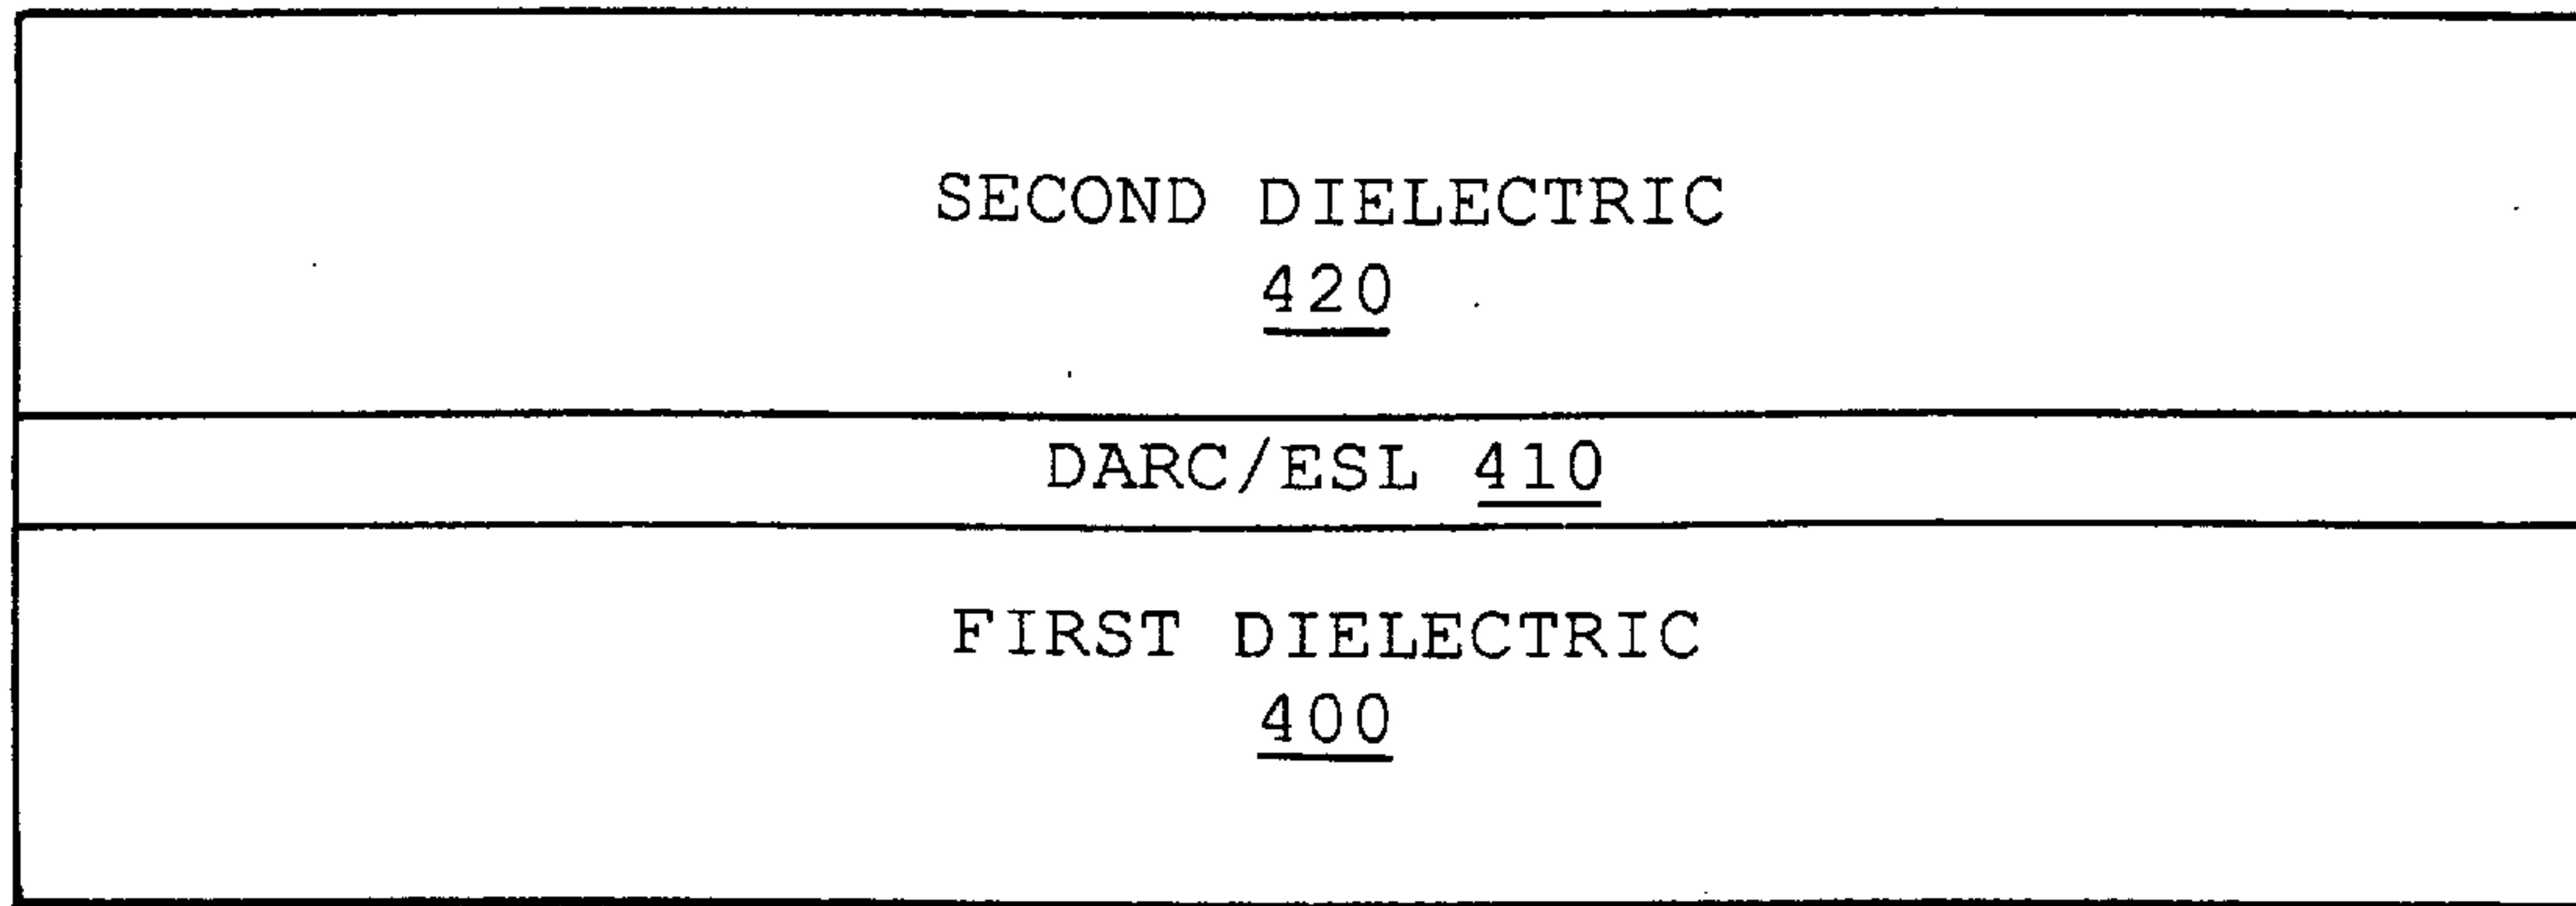 SECOND DIELECTRIC
420
DARC/ESL 410
FIRST DIELECTRIC
400